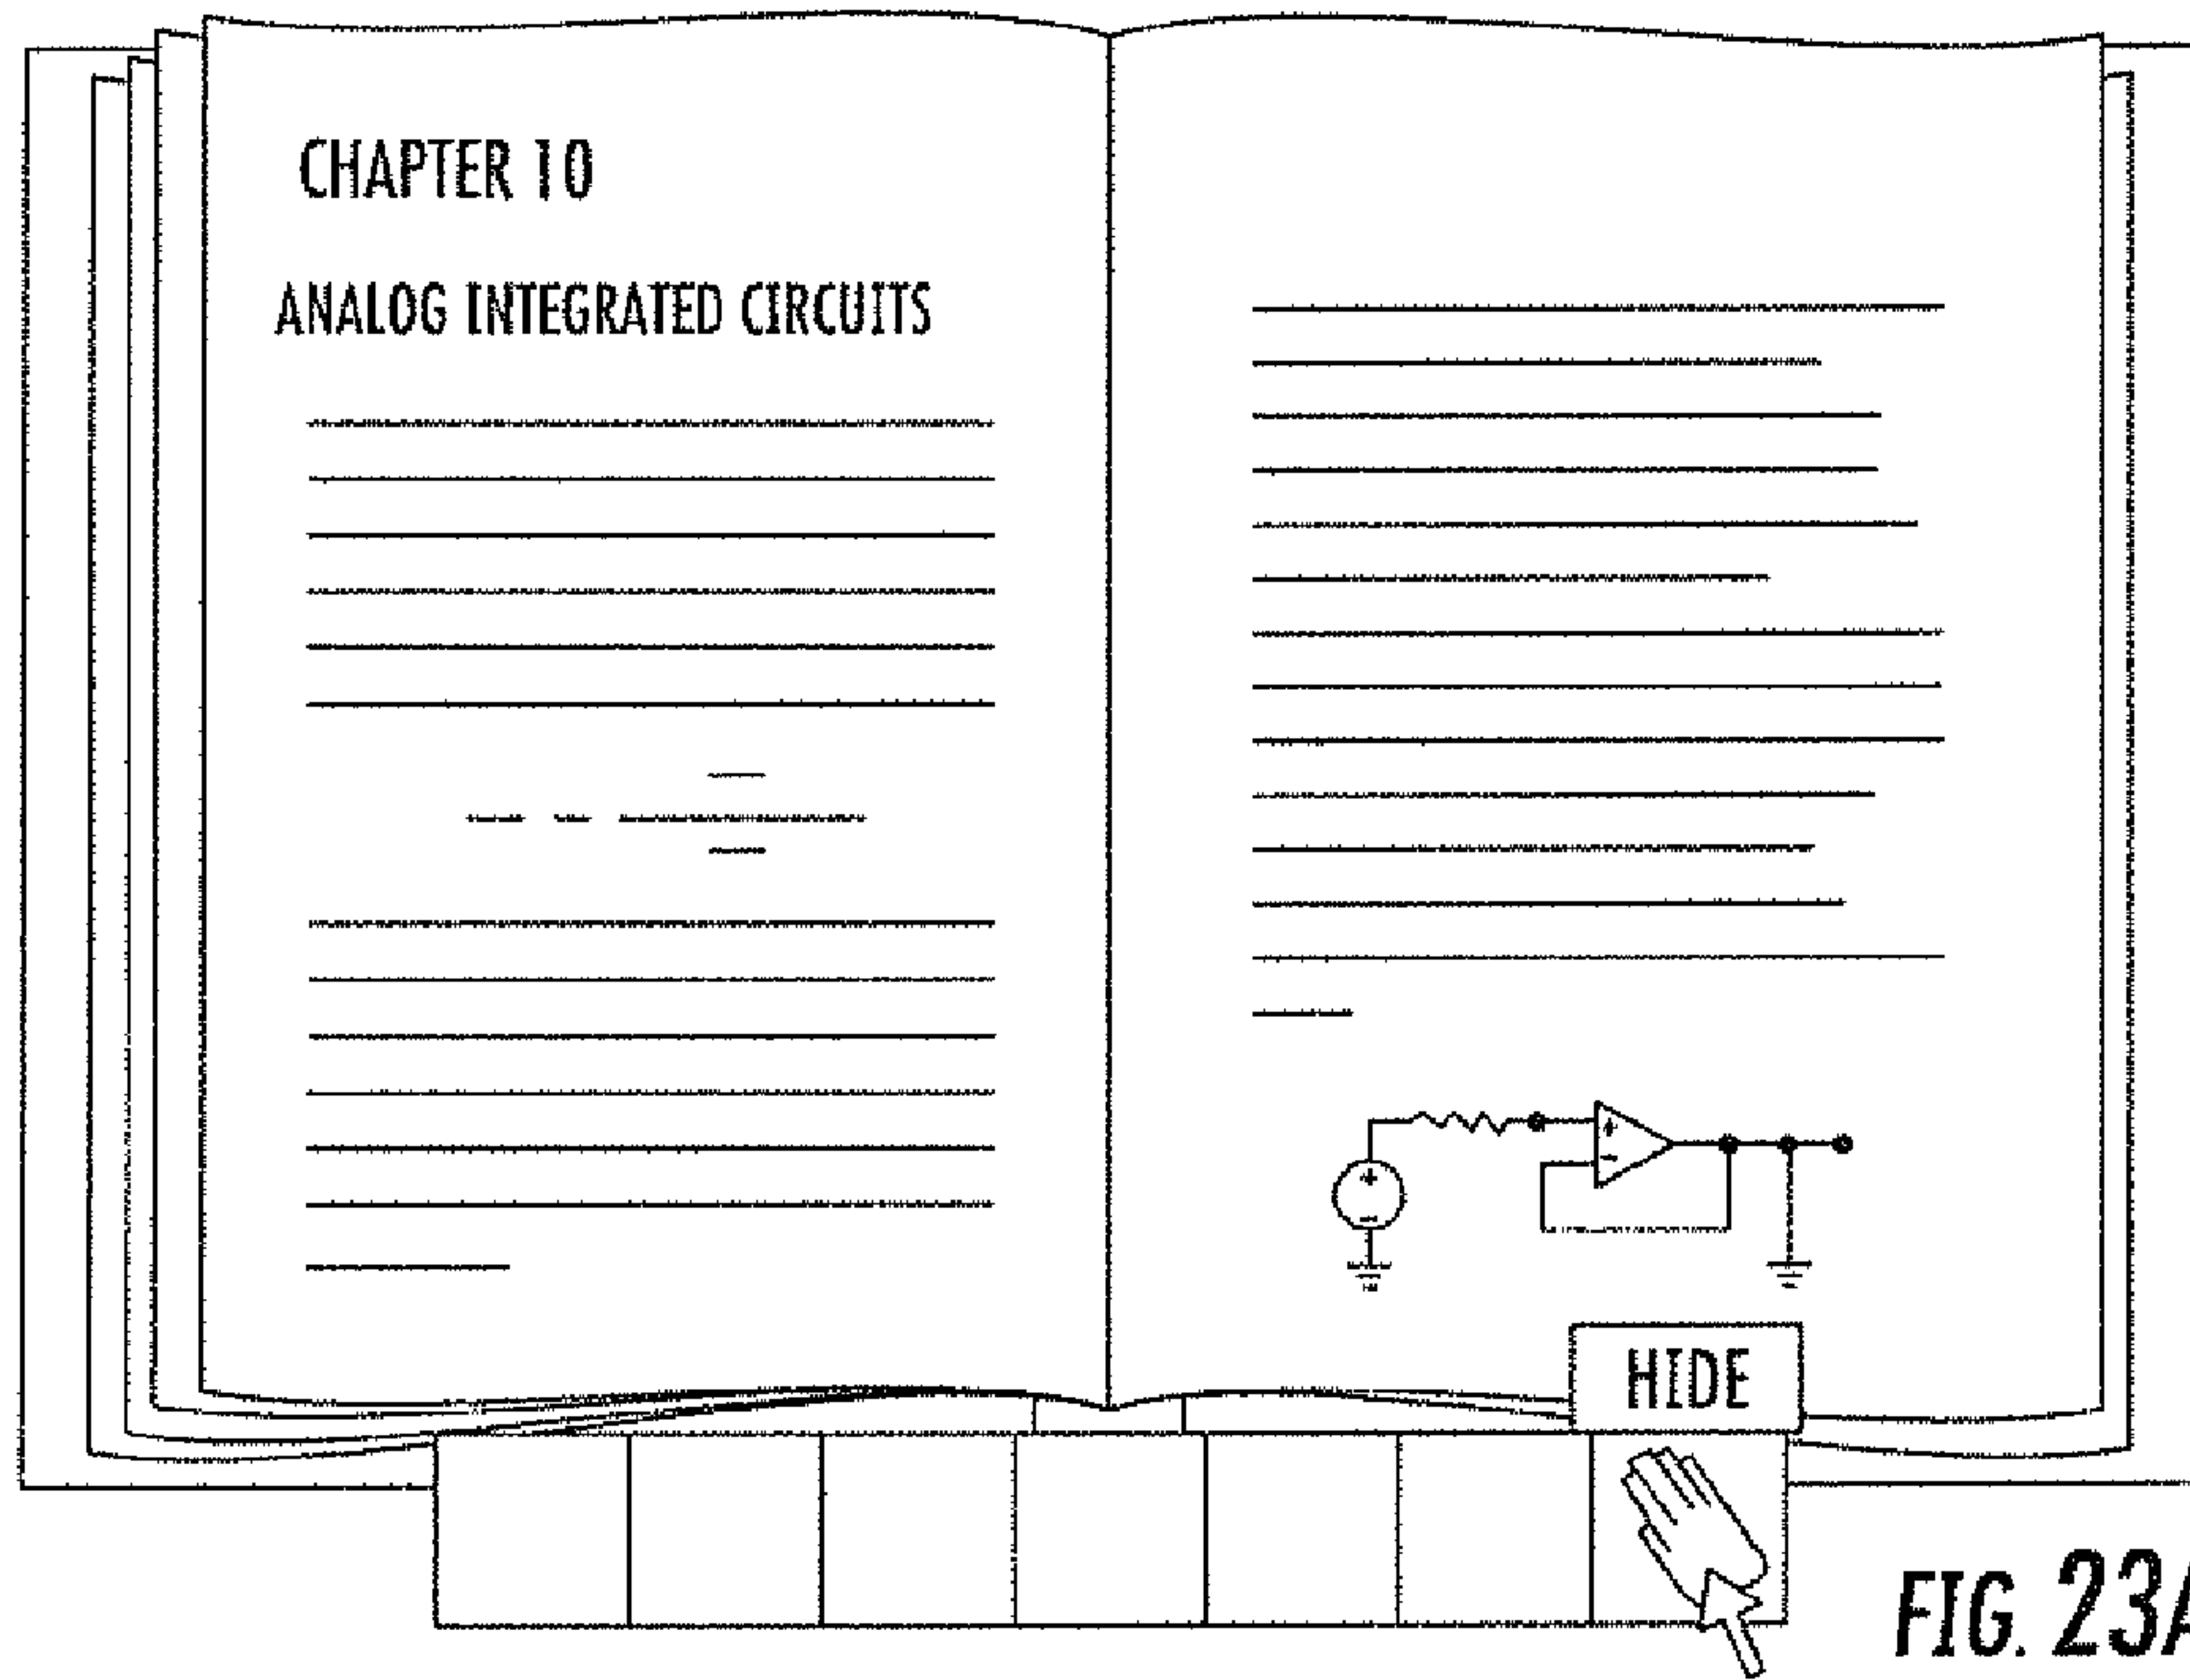 CHAPTER 10
ANALOG INTEGRATED CIRCUITS
+
-
+
-
HIDE
FIG. 23A